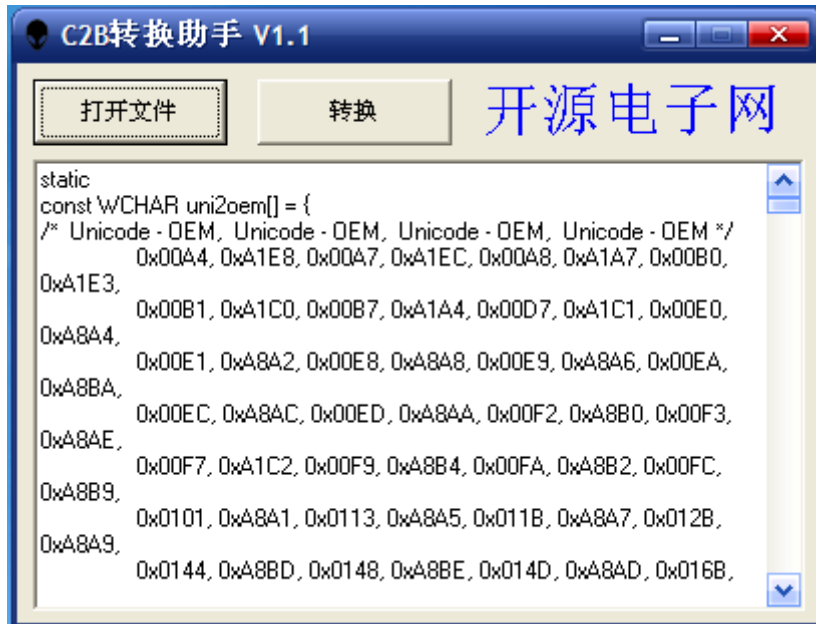 C2B转换助手 V1.1
打开文件
转换
开源电子网
static
const WCHAR uni2oem[] = {
/*  Unicode - OEM,  Unicode - OEM,  Unicode - OEM,  Unicode - OEM */
0x00A4, 0xA1E8, 0x00A7, 0xA1EC, 0x00A8, 0xA1A7, 0x00B0,
0xA1E3,
0x00B1, 0xA1C0, 0x00B7, 0xA1A4, 0x00D7, 0xA1C1, 0x00E0,
0xA8A4,
0x00E1, 0xA8A2, 0x00E8, 0xA8A8, 0x00E9, 0xA8A6, 0x00EA,
0xA8BA,
0x00EC, 0xA8AC, 0x00ED, 0xA8AA, 0x00F2, 0xA8B0, 0x00F3,
0xA8AE,
0x00F7, 0xA1C2, 0x00F9, 0xA8B4, 0x00FA, 0xA8B2, 0x00FC,
0xA8B9,
0x0101, 0xA8A1, 0x0113, 0xA8A5, 0x011B, 0xA8A7, 0x012B,
0xA8A9,
0x0144, 0xA8BD, 0x0148, 0xA8BE, 0x014D, 0xA8AD, 0x016B,